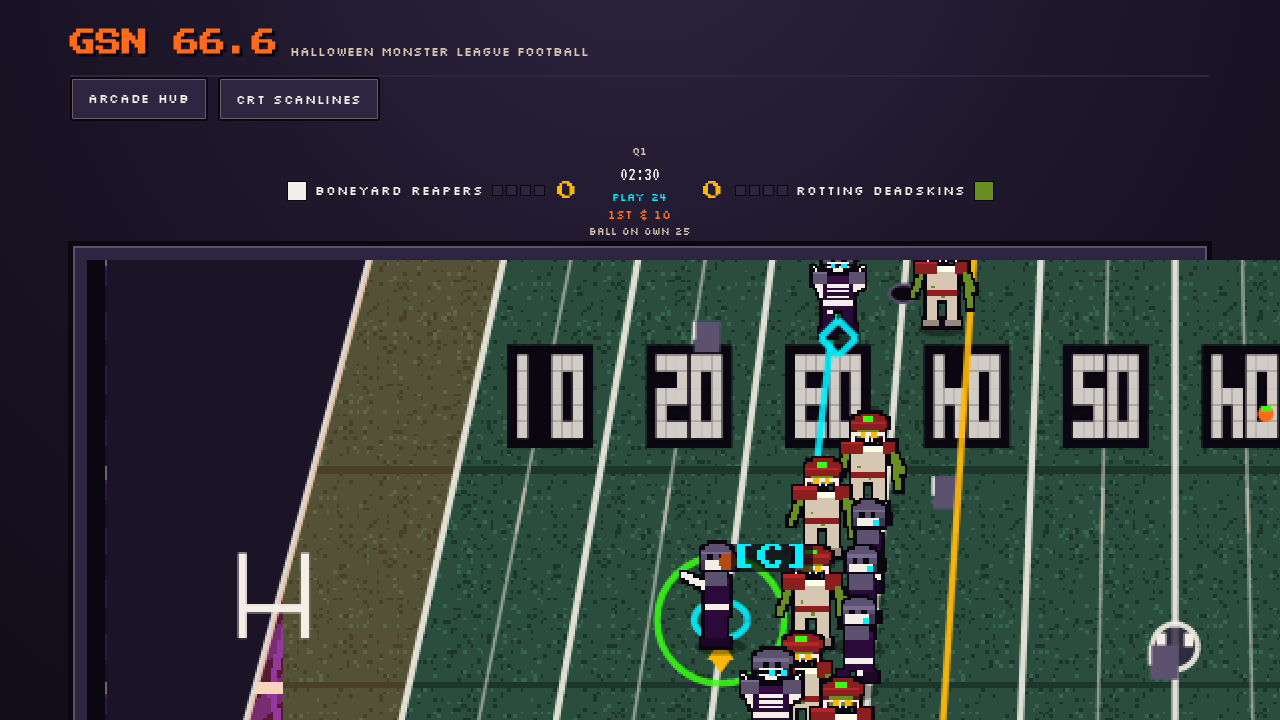 GSN 66.6
HALLOWEEN MONSTER LEAGUE FOOTBALL
ARCADE HUB
CRT SCANLINES
Q1
02:30
BONEYARD REAPERS 0
0 ROTTING DEADSKINS
PLAY 24
1ST & 10
BALL ON OWN 25
10 20 30 40 50 40
[C]